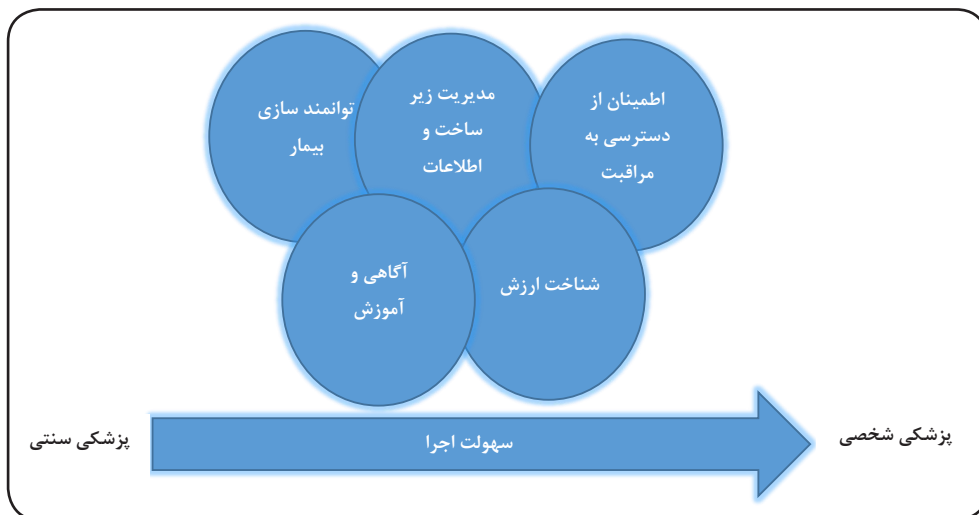 اطمینان از
دسترسی به
مراقبت
مدیریت زیر
ساخت و
اطلاعات
توانمند سازی
بیمار
شناخت ارزش
آگاهی و
آموزش
پزشکی شخصی
سهولت اجرا
پزشکی سنتی